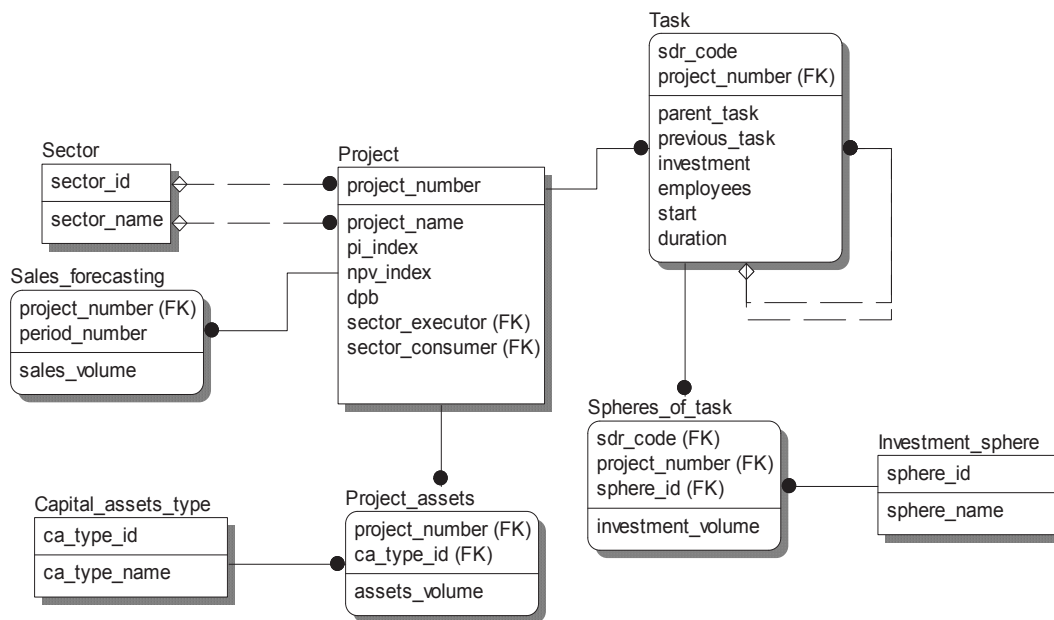 Task
sdr_code
project_number (FK)
parent_task
previous_task
investment
employees
start
duration
Sector
sector_id
sector_name
Project
project_number
project_name
pi_index
npv_index
dpb
sector_executor (FK)
sector_consumer (FK)
Sales_forecasting
project_number (FK)
period_number
sales_volume
Spheres_of_task
sdr_code (FK)
project_number (FK)
sphere_id (FK)
investment_volume
Investment_sphere
sphere_id
sphere_name
Capital_assets_type
ca_type_id
ca_type_name
Project_assets
project_number (FK)
ca_type_id (FK)
assets_volume